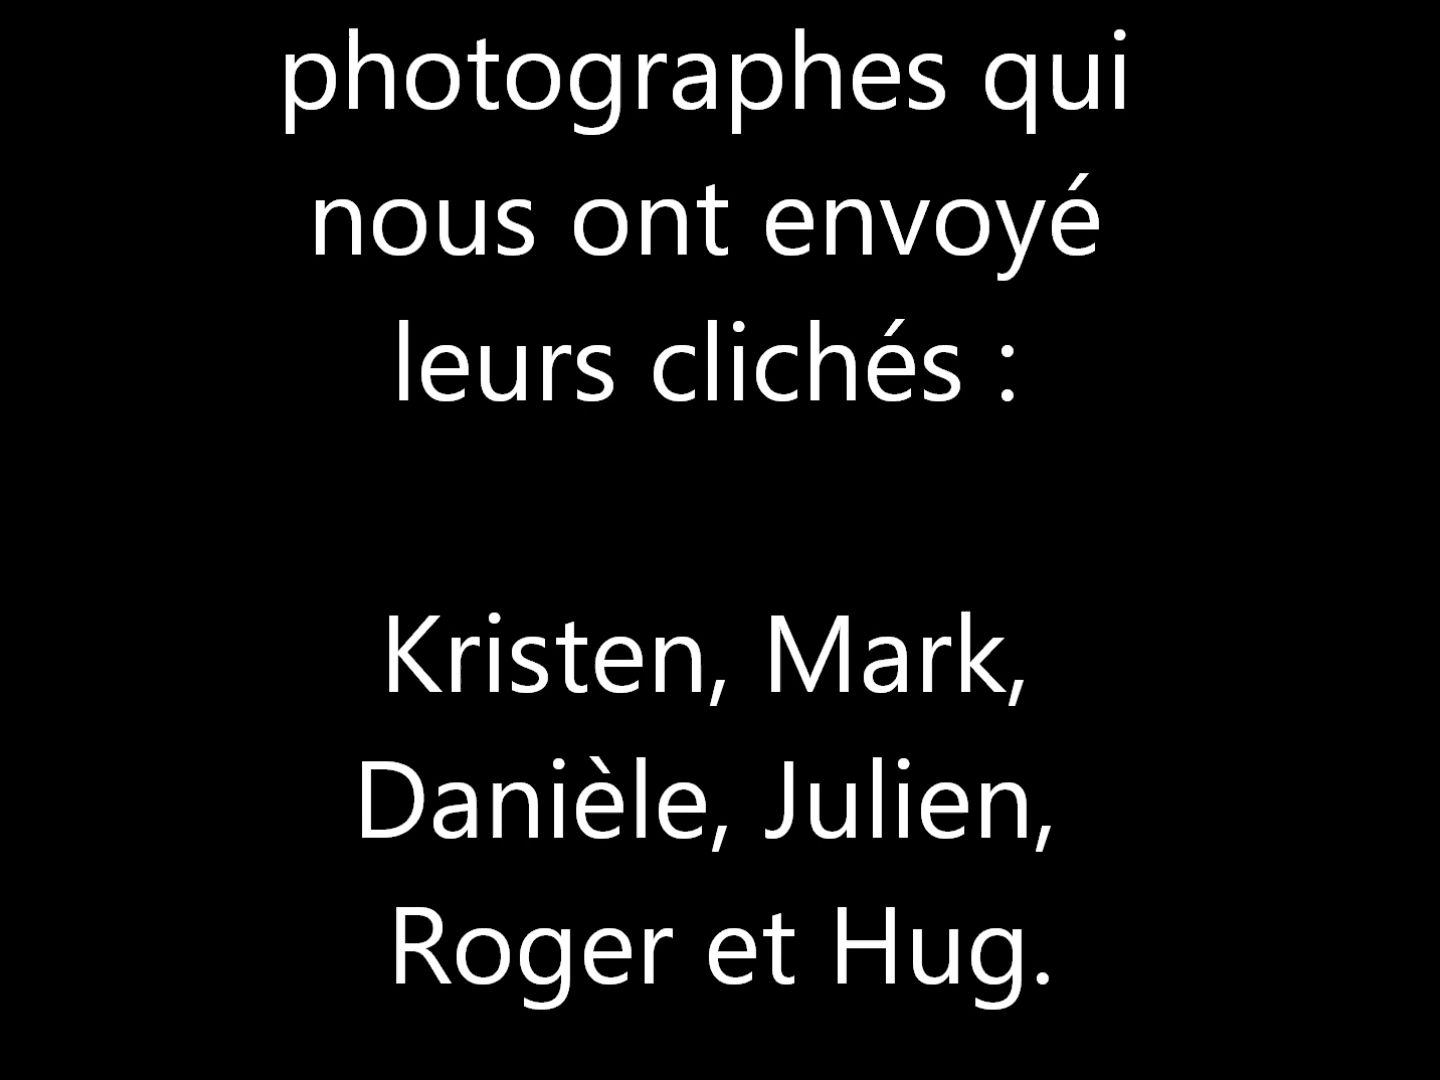 photographes qui
nous ont envoyé
leurs clichés :
Kristen, Mark,
Danièle, Julien,
Roger et Hug.